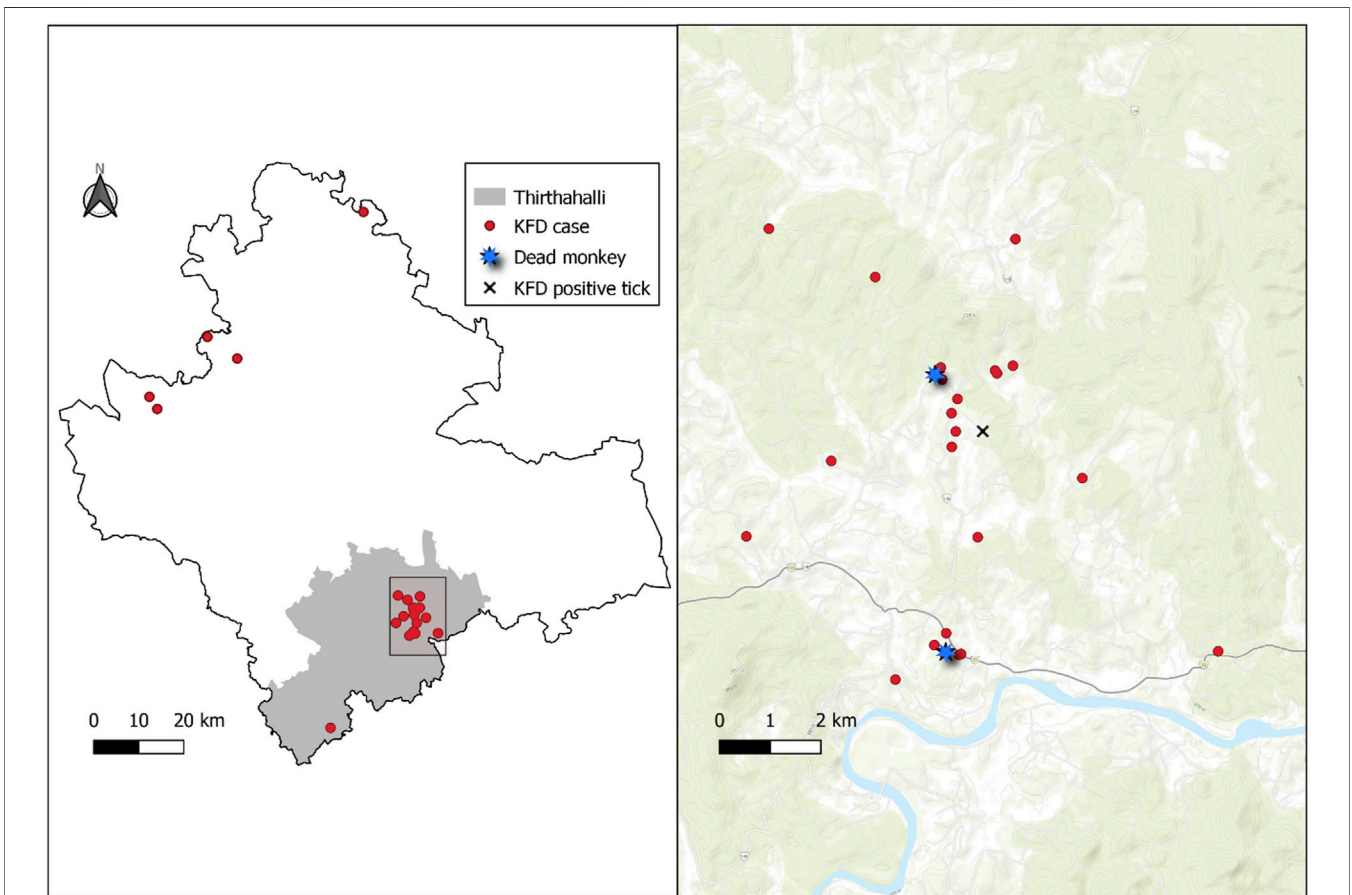 N
Thirthahalli
KFD case
Dead monkey
KFD positive tick
0 10 20 km
0 1 2 km